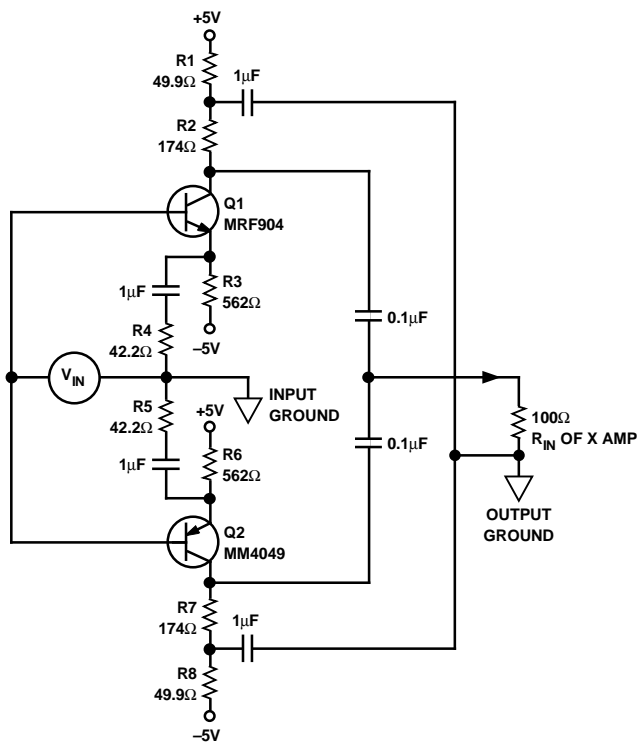 +5V
R1
49.9Ω
1µF
R2
174Ω
Q1
MRF904
1µF
R3
562Ω
R4
42.2Ω
–5V
0.1µF
VIN
INPUT
GROUND
R5
42.2Ω
+5V
1µF
R6
562Ω
0.1µF
100Ω
RIN OF X AMP
OUTPUT
GROUND
Q2
MM4049
R7
174Ω
1µF
R8
49.9Ω
–5V